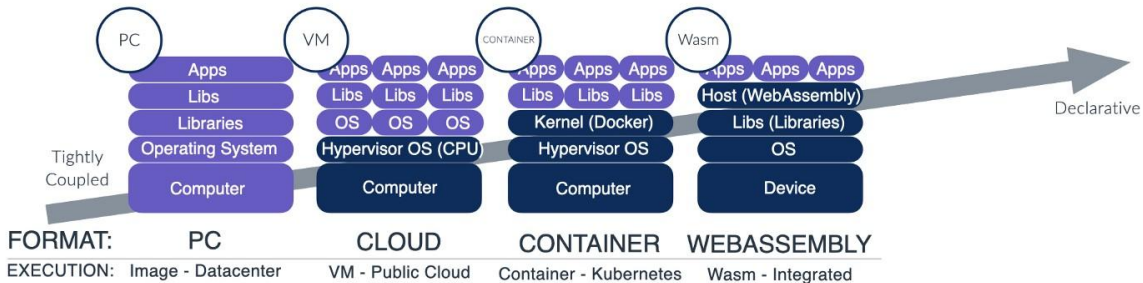 PC
VM
CONTAINER
Wasm
Apps
Apps Apps Apps
Apps Apps Apps
Apps Apps Apps
Libs
Libs Libs Libs
Libs Libs Libs
Host (WebAssembly)
Declarative
Libraries
OS OS OS
Kernel (Docker)
Libs (Libraries)
Tightly
Coupled
Operating System
Hypervisor OS (CPU)
Hypervisor OS
OS
Computer
Computer
Computer
Device
FORMAT: PC CLOUD CONTAINER WEBASSEMBLY
EXECUTION: Image - Datacenter VM - Public Cloud Container - Kubernetes Wasm - Integrated